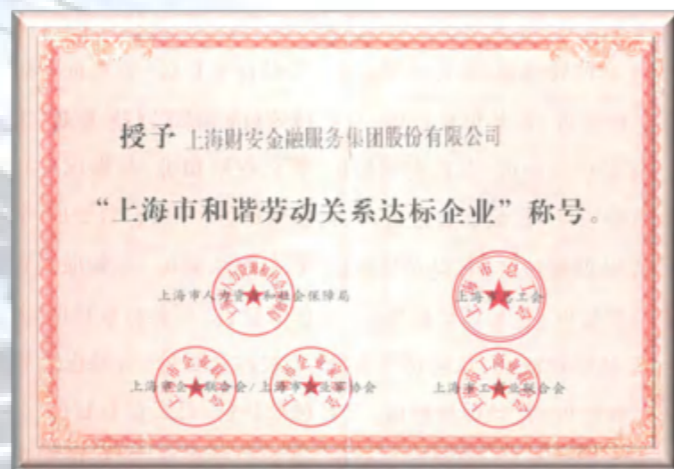 授予 上海财安金融服务集团股份有限公司
“上海市和谐劳动关系达标企业”称号。
上海市人力资源和社会保障局
上海市总工会
上海市企业联合会/上海市企业家协会
上海市工商业联合会